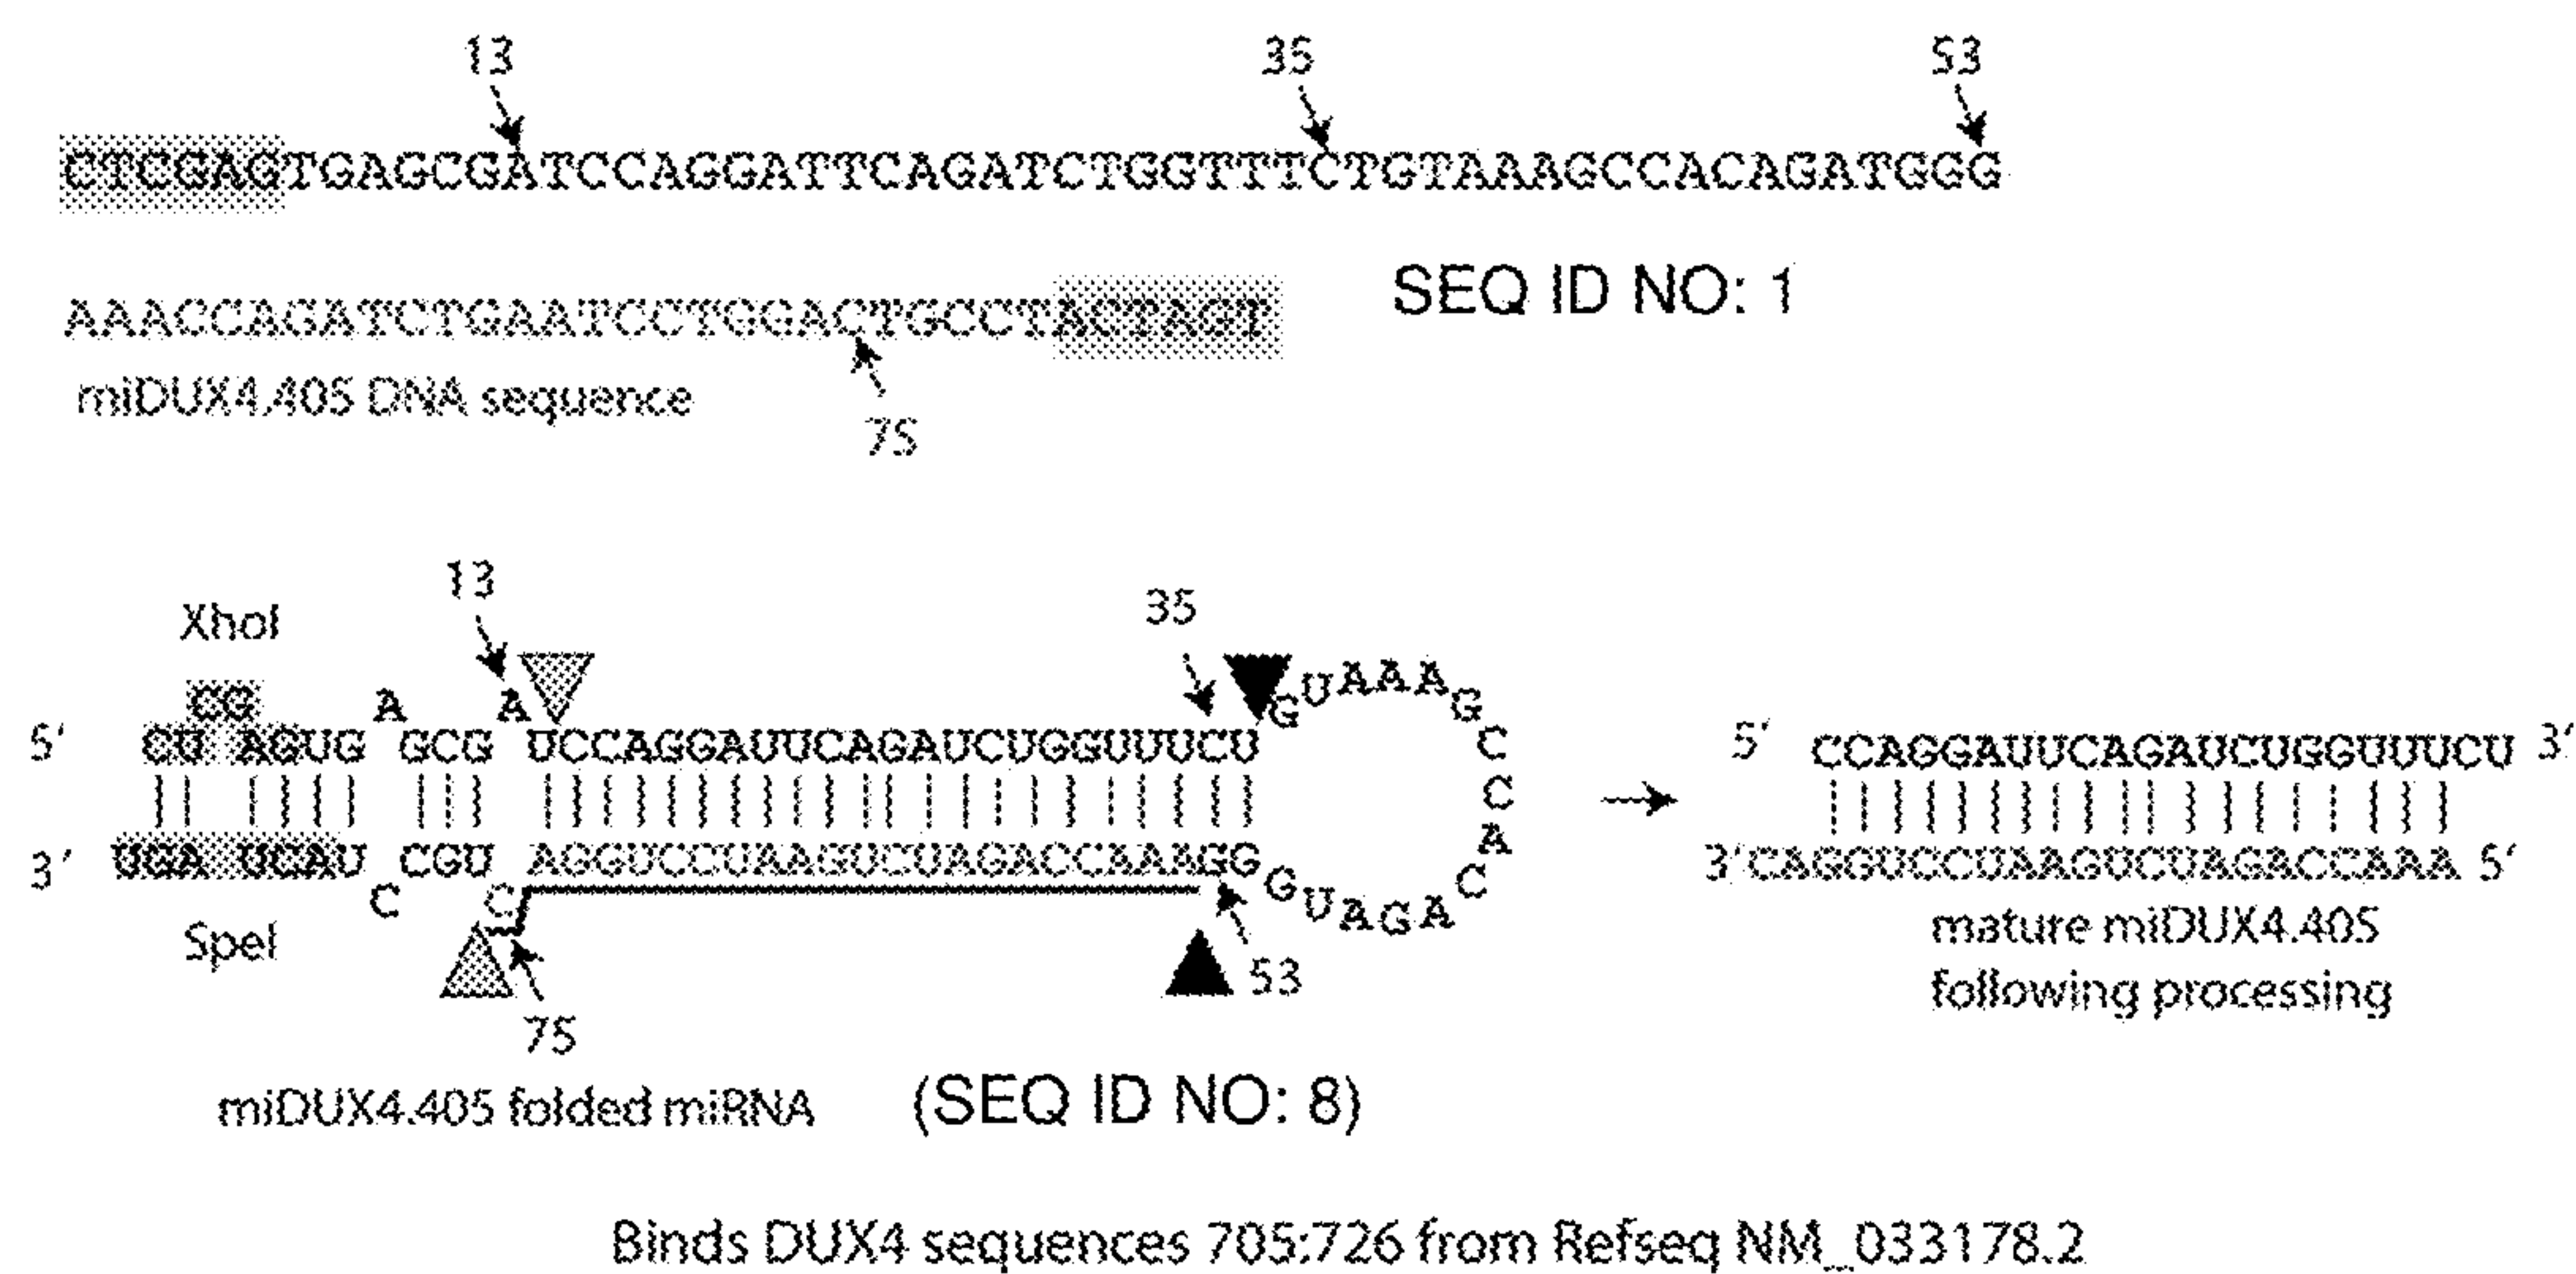 13 35 53
CTCGAGTGAGCGATCCAGGATTCAGATCTGGTTTCTGTAAAGCCACAGATGGG
SEQ ID NO: 1
AAACCAGATCTGAATCCTGGACTGCCTACTAGT
miDUX4.405 DNA sequence
75
13
35
XhoI
CG A A GUAAAG
5' CU AGUG GCG UCCAGGAUUCAGAUCUGGUUUCU C
C
A
3' UGA UCAU CGU AGGUCCUAAGUCUAGACCAAAGG
C C GUAGAC
SpeI
53
75
5' CCAGGAUUCAGAUCUGGUUUCU 3'
3'CAGGUCCUAAGUCUAGACCAAA 5'
mature miDUX4.405
following processing
miDUX4.405 folded miRNA (SEQ ID NO: 8)
Binds DUX4 sequences 705:726 from Refseq NM_033178.2